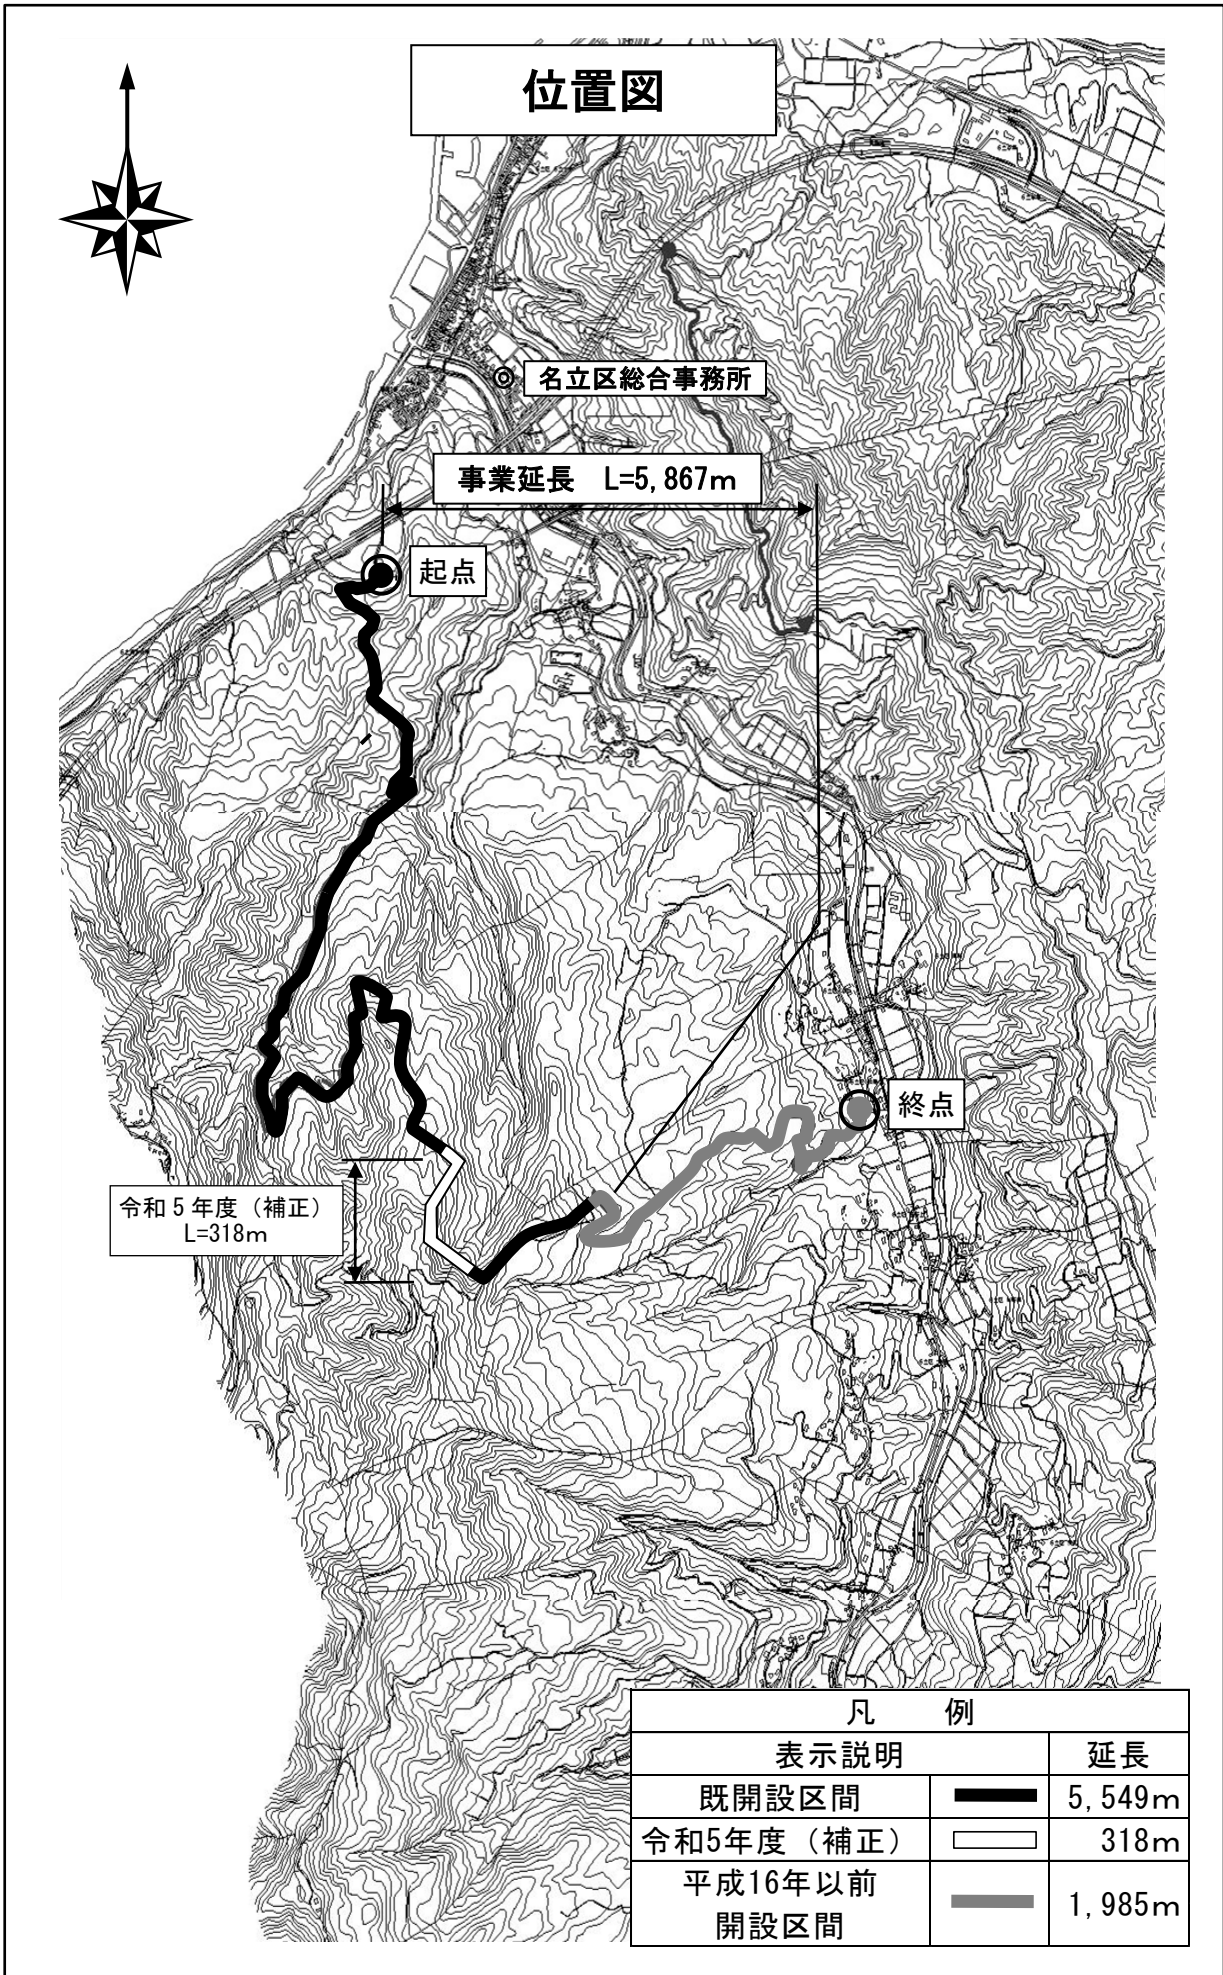 位置図
名立区総合事務所
事業延長　L=5,867m
起点
終点
令和５年度（補正）
L=318m
凡　例
表示説明　延長
既開設区間　5,549m
令和5年度（補正）　318m
平成16年以前
開設区間　1,985m